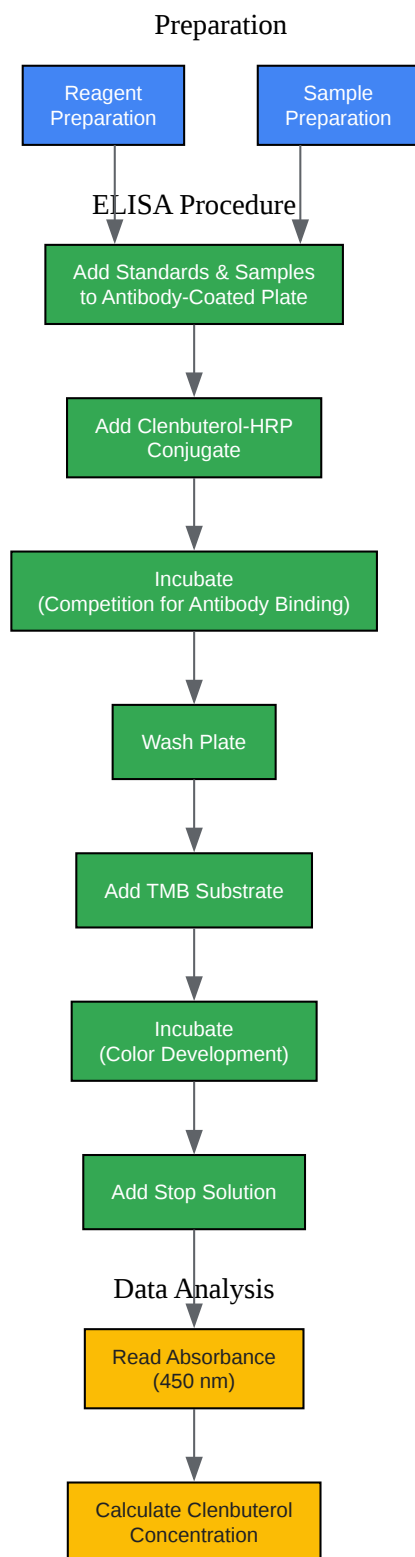 Preparation
Reagent
Preparation
Sample
Preparation
ELISA Procedure
Add Standards & Samples
to Antibody-Coated Plate
Add Clenbuterol-HRP
Conjugate
Incubate
(Competition for Antibody Binding)
Wash Plate
Add TMB Substrate
Incubate
(Color Development)
Add Stop Solution
Data Analysis
Read Absorbance
(450 nm)
Calculate Clenbuterol
Concentration